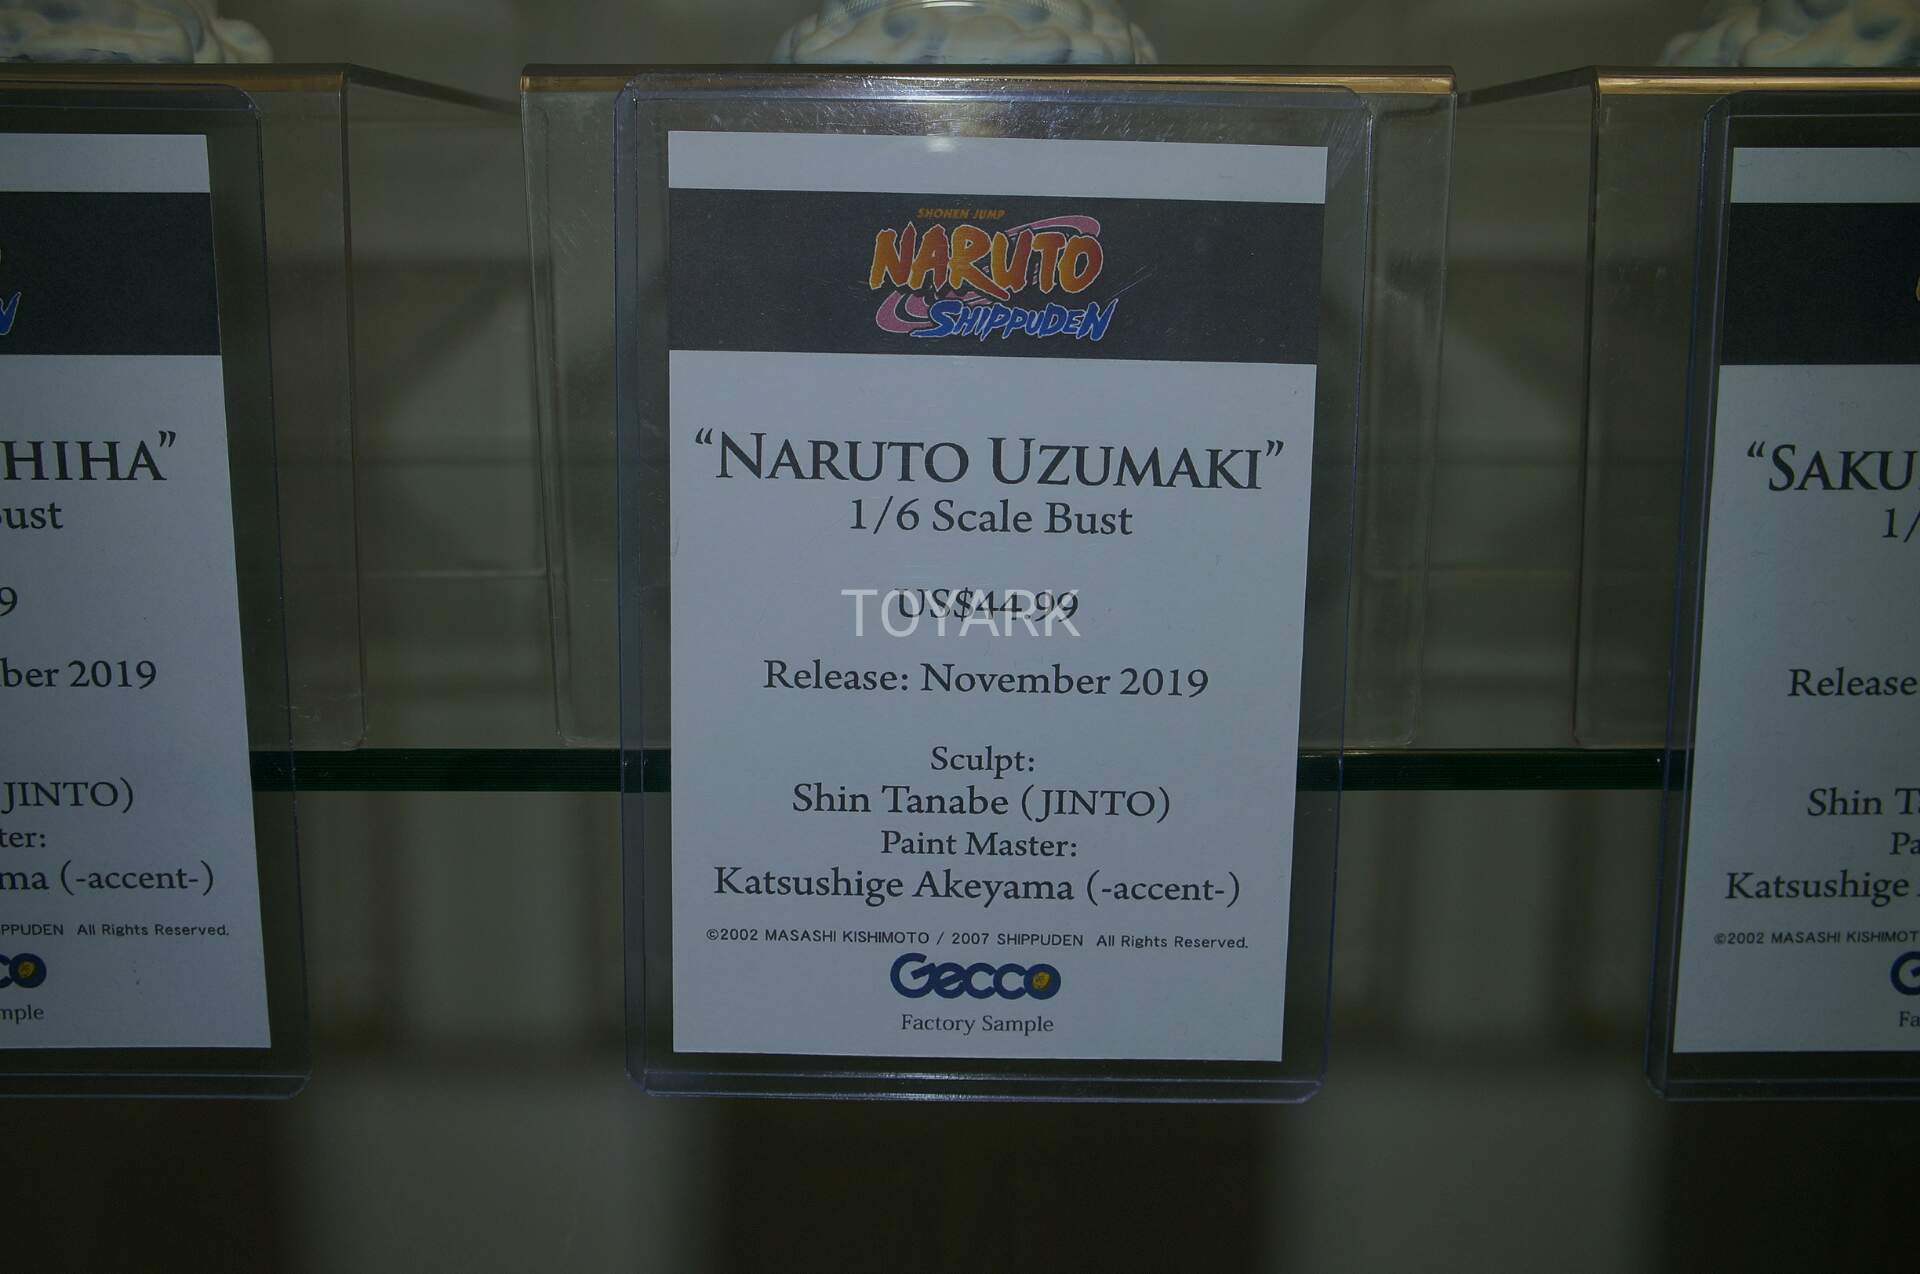 HIHA”
ust
9
ber 2019
JINTO)
ter:
ma (-accent-)
PPUDEN All Rights Reserved.
mple
SHONEN JUMP
NARUTO
SHIPPUDEN
“NARUTO UZUMAKI”
1/6 Scale Bust
US$44.99
TOYARK
Release: November 2019
Sculpt:
Shin Tanabe (JINTO)
Paint Master:
Katsushige Akeyama (-accent-)
©2002 MASASHI KISHIMOTO / 2007 SHIPPUDEN All Rights Reserved.
Gecco
Factory Sample
“SAKU
1/
Release
Shin T
Pa
Katsushige
©2002 MASASHI KISHIMOT
G
Fa